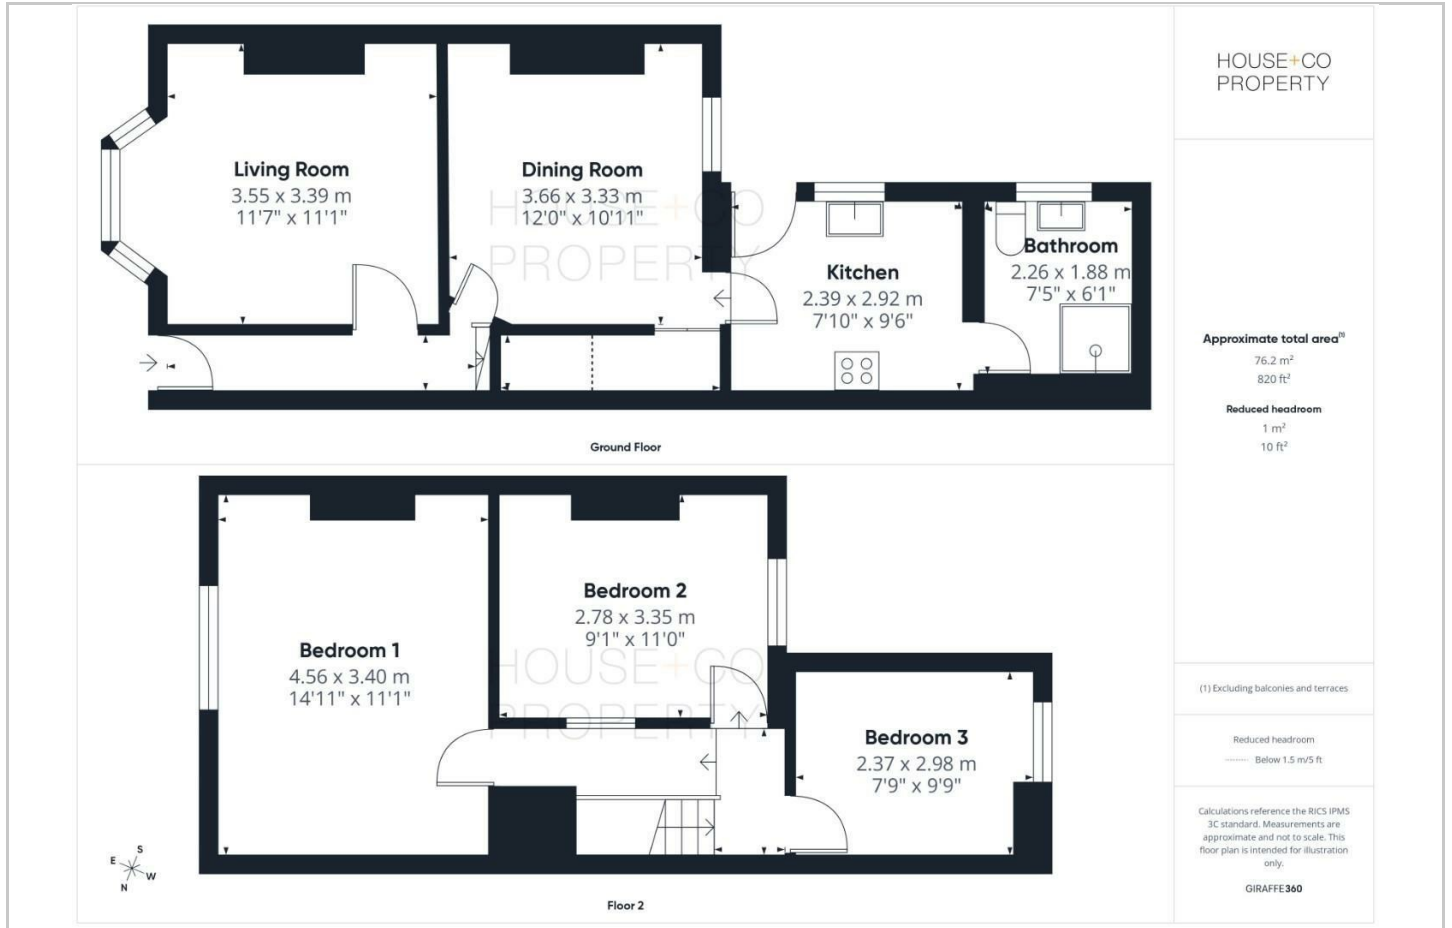 Living Room
3.55 x 3.39 m
11'7" x 11'1"
Dining Room
3.66 x 3.33 m
12'0" x 10'11"
HOUSE+CO
PROPERTY
Kitchen
2.39 x 2.92 m
7'10" x 9'6"
Bathroom
2.26 x 1.88 m
7'5" x 6'1"
Ground Floor
Bedroom 1
4.56 x 3.40 m
14'11" x 11'1"
Bedroom 2
2.78 x 3.35 m
9'1" x 11'0"
HOUSE+CO
PROPERTY
Bedroom 3
2.37 x 2.98 m
7'9" x 9'9"
S
E
W
N
Floor 2
HOUSE+CO
PROPERTY
Approximate total area(1)
76.2 m²
820 ft²
Reduced headroom
1 m²
10 ft²
(1) Excluding balconies and terraces
Reduced headroom
Below 1.5 m/5 ft
Calculations reference the RICS IPMS
3C standard. Measurements are
approximate and not to scale. This
floor plan is intended for illustration
only.
GIRAFFE360